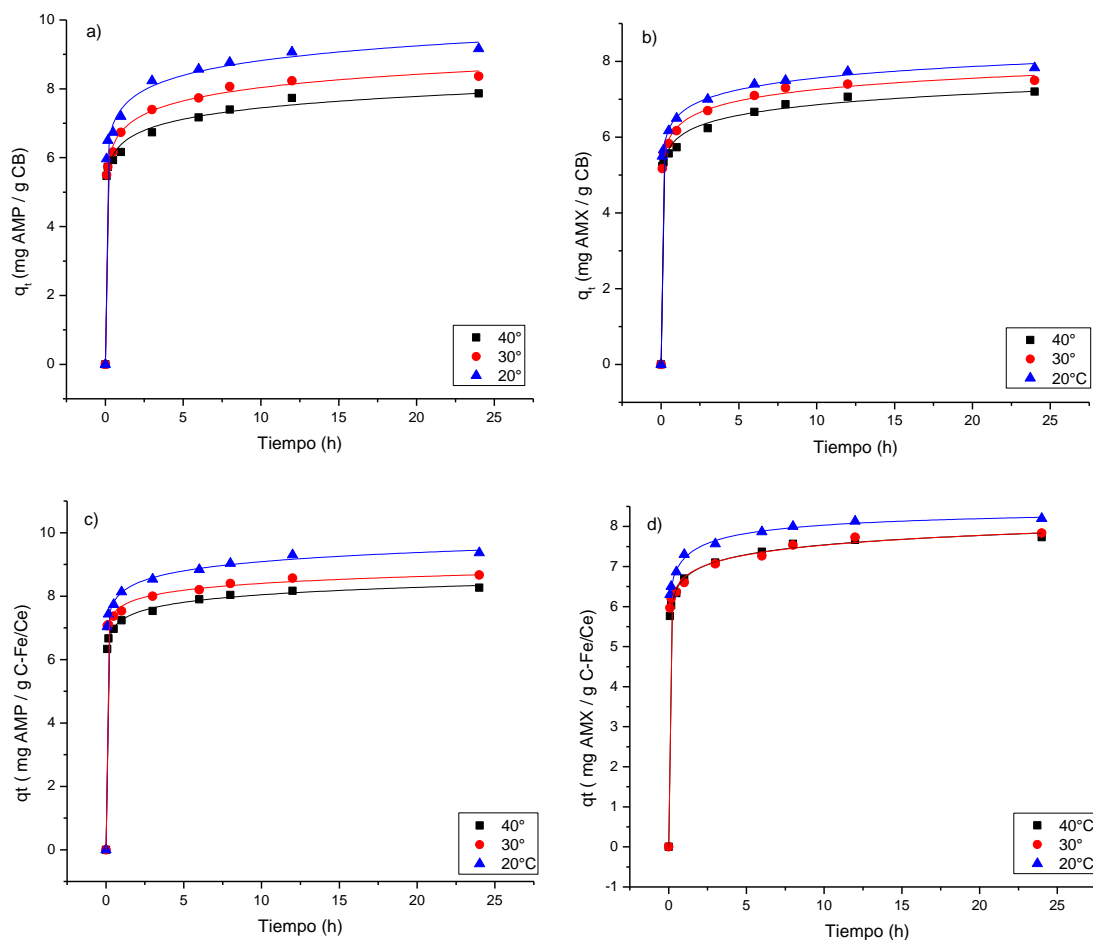 a)
10
8
6
4
2
0
q_t (mg AMP / g CB)
0 5 10 15 20 25
Tiempo (h)
40°
30°
20°
b)
8
6
4
2
0
q_t (mg AMX / g CB)
0 5 10 15 20 25
Tiempo (h)
40°
30°
20°C
c)
10
8
6
4
2
0
qt ( mg AMP / g C-Fe/Ce)
0 5 10 15 20 25
Tiempo (h)
40°
30°
20°C
d)
8
7
6
5
4
3
2
1
0
-1
qt ( mg AMX / g C-Fe/Ce)
0 5 10 15 20 25
Tiempo (h)
40°C
30°
20°C